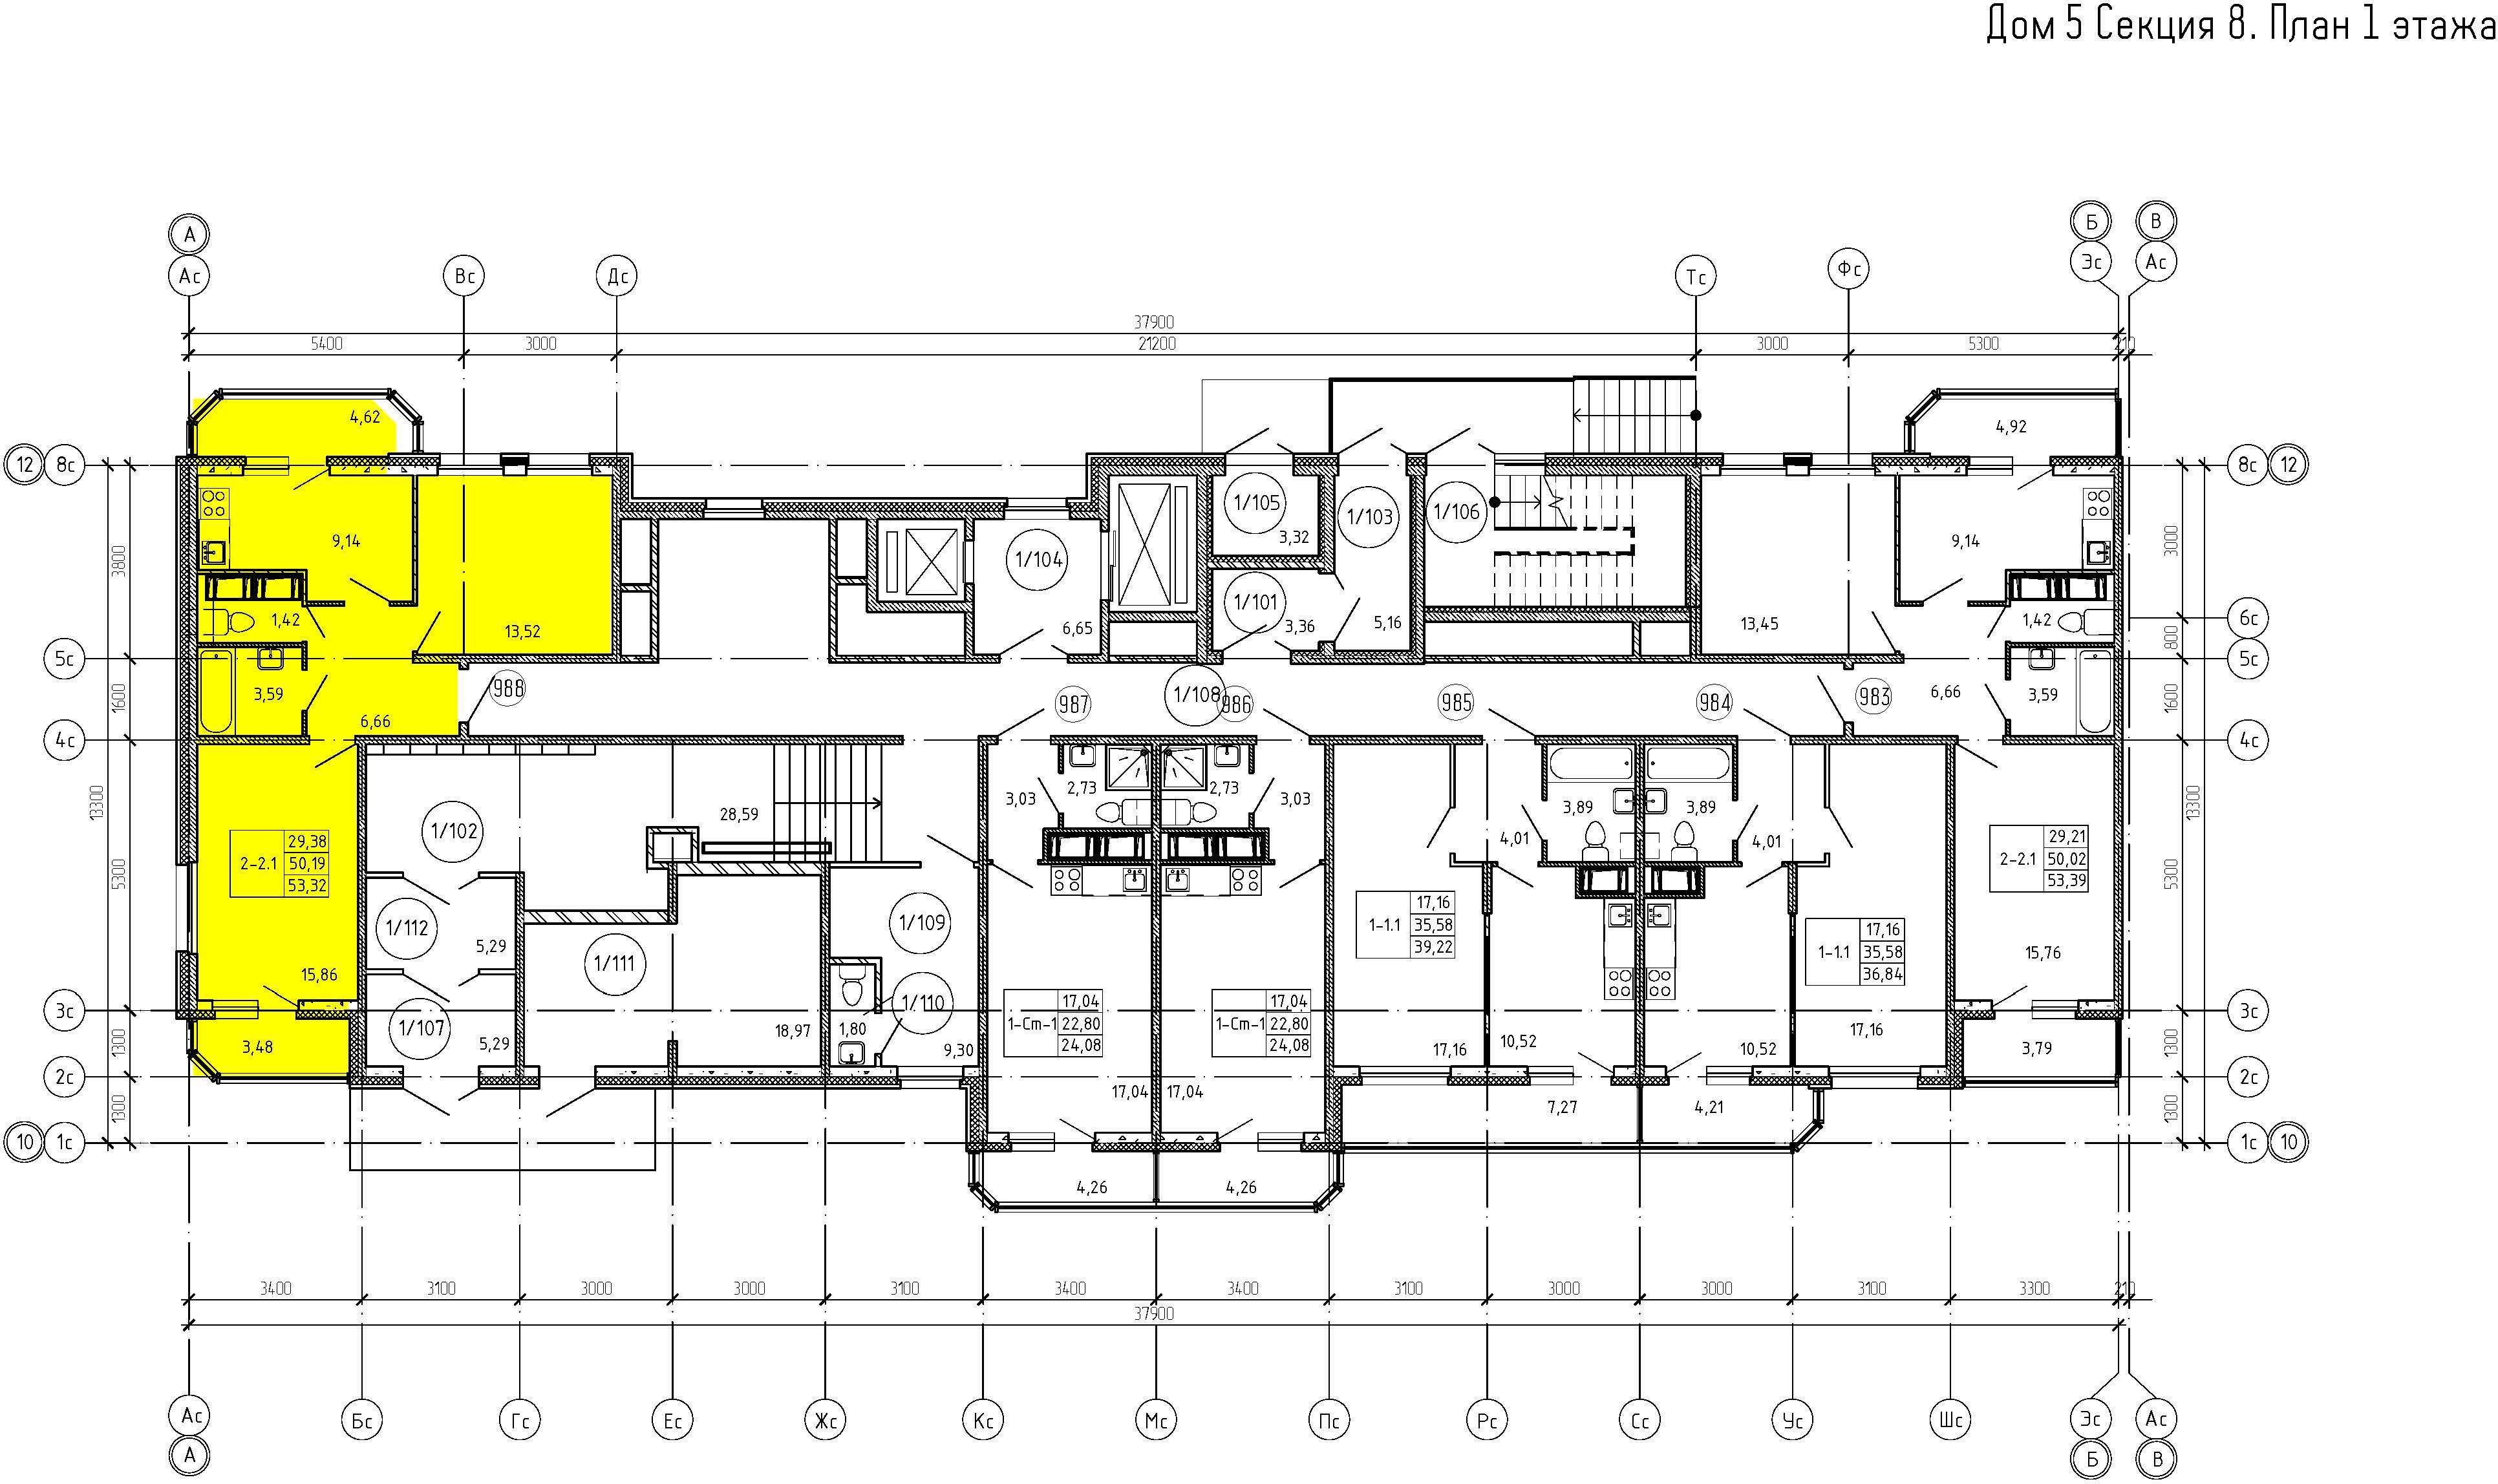 Дом 5 Секция 8. План 1 этажа
А Б В
Ас Вс Дс Тс Фс Эс Ас
37900
5400 3000 21200 3000 5300 210
4,62 4,92
12 8с 8с 12
1/105 1/103 1/106
3,32
9,14 1/104 9,14
3800 3000
1/101
1,42 13,52 6,65 3,36 5,16 13,45 1,42 6с
800
5с 5с
988 1/108
3,59 987 986 985 984 983 6,66 3,59
1600 1600
6,66
4с 4с
3,03 2,73 2,73 3,03
28,59 3,89 3,89
1/102
4,01 4,01
13300 13300
29,38 29,21
2-2.1 50,19 2-2.1 50,02
53,32 53,39
5300 5300
17,16 17,16
1-1.1 35,58 1-1.1 35,58
39,22 36,84
1/112 1/109
5,29 1/111 15,76
15,86
3с 1/110 3с
17,04 17,04
1-Ст-1 22,80 1-Ст-1 22,80
24,08 24,08
1/107 18,97 1,80 17,16
3,48 5,29 9,30 17,16 10,52 10,52 3,79
1300 1300
2с 2с
17,04 17,04
7,27 4,21
1300 1300
10 1с 1с 10
4,26 4,26
3400 3100 3000 3000 3100 3400 3400 3100 3000 3000 3100 3300 210
37900
Ас Бс Гс Ес Жс Кс Мс Пс Рс Сс Ус Шс Эс Ас
А Б В